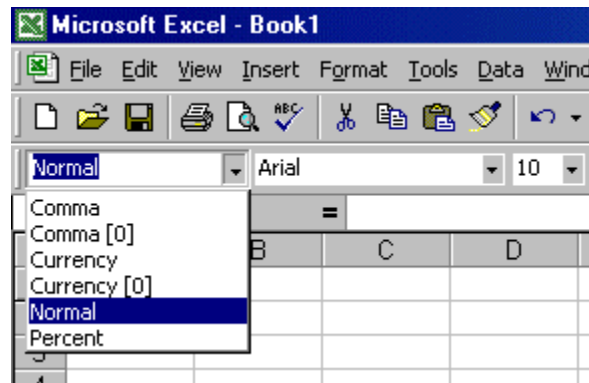 Microsoft Excel - Book1
File Edit View Insert Format Tools Data
ABC
Normal Arial 10
=
Comma
Comma [0]
B C D
Currency
Currency [0]
Normal
Percent